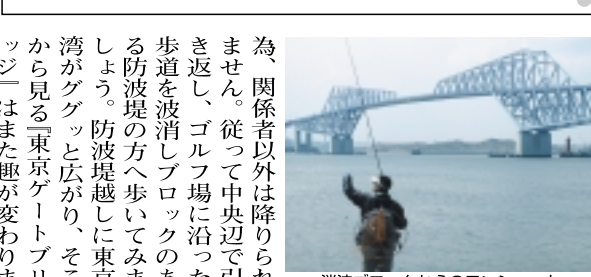 為、関係者以外は降りられ
ません。従って中央辺で引
き返し、ゴルフ場に沿った
歩道を波消しブロックのあ
る防波堤の方へ歩いてみま
しょう。防波堤越しに東京
湾がググッと広がり、そこ
から見る『東京ゲートブリ
ッジ』はまた趣が変わりま